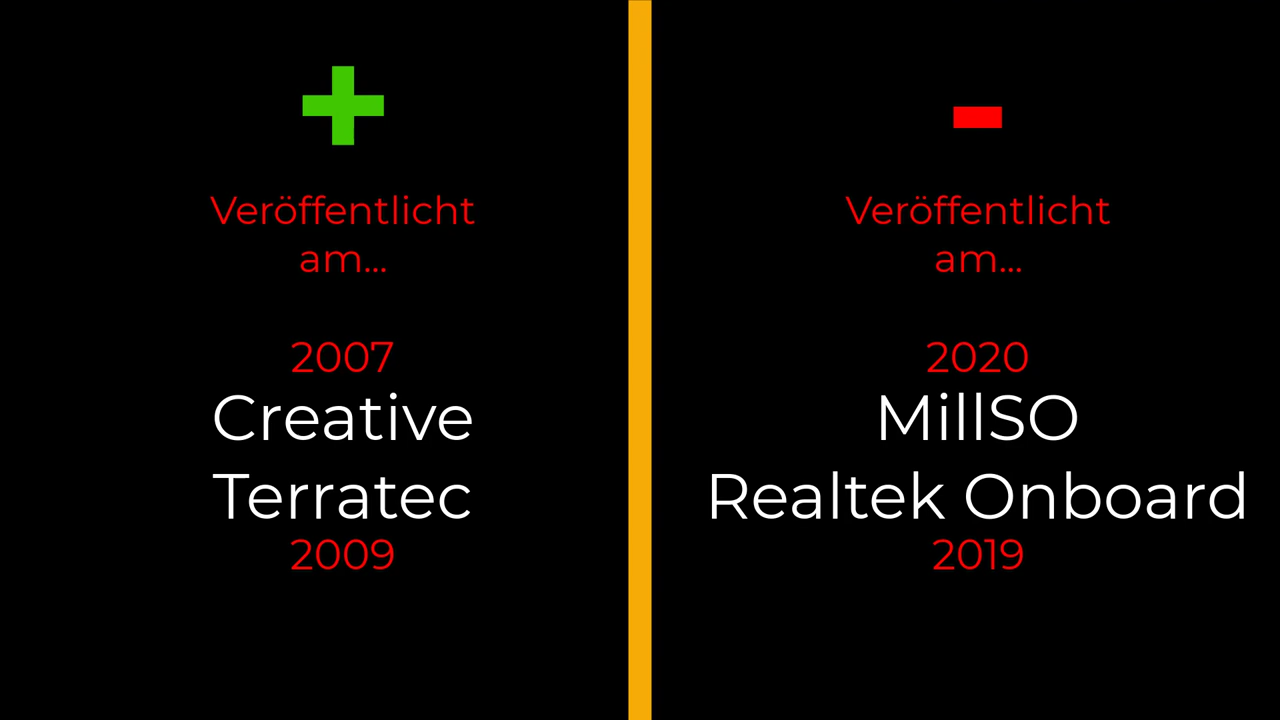 +
Veröffentlicht
am...
2007
Creative
Terratec
2009
-
Veröffentlicht
am...
2020
MillSO
Realtek Onboard
2019